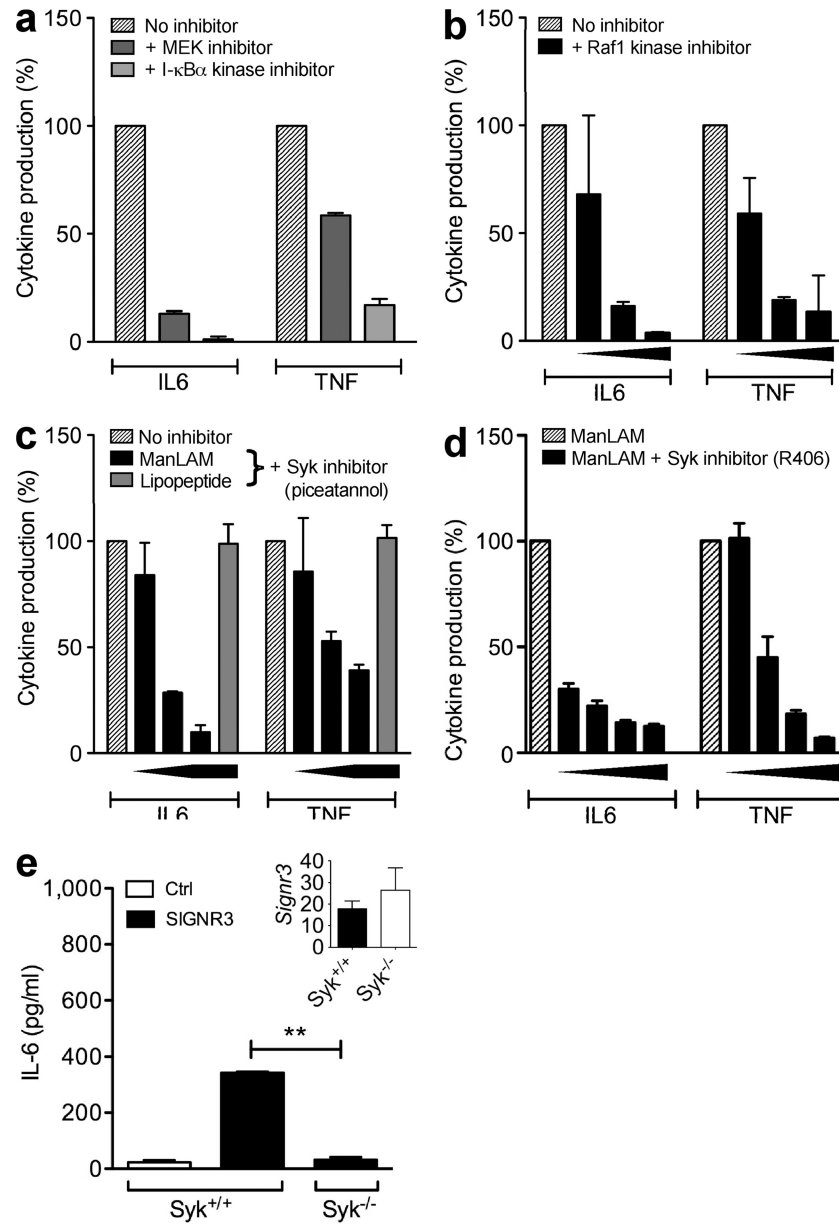 a
150
100
50
0
Cytokine production (%)
No inhibitor
+ MEK inhibitor
+ I-κBα kinase inhibitor
IL6
TNF
b
150
100
50
0
Cytokine production (%)
No inhibitor
+ Raf1 kinase inhibitor
IL6
TNF
c
150
100
50
0
Cytokine production (%)
No inhibitor
ManLAM
Lipopeptide
+ Syk inhibitor
(piceatannol)
IL6
TNF
d
150
100
50
0
Cytokine production (%)
ManLAM
ManLAM + Syk inhibitor (R406)
IL6
TNF
e
1,000
800
600
400
200
0
IL-6 (pg/ml)
Ctrl
SIGNR3
**
Syk+/+
Syk-/-
40
30
20
10
0
Signr3
Syk+/+
Syk-/-